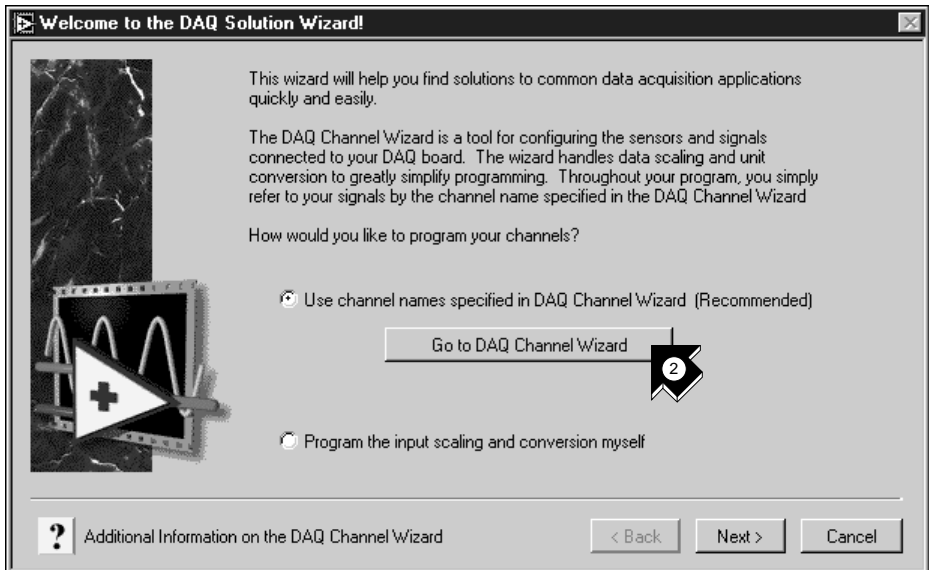 Welcome to the DAQ Solution Wizard!
This wizard will help you find solutions to common data acquisition applications
quickly and easily.
The DAQ Channel Wizard is a tool for configuring the sensors and signals
connected to your DAQ board. The wizard handles data scaling and unit
conversion to greatly simplify programming. Throughout your program, you simply
refer to your signals by the channel name specified in the DAQ Channel Wizard
How would you like to program your channels?
Use channel names specified in DAQ Channel Wizard (Recommended)
Go to DAQ Channel Wizard
2
Program the input scaling and conversion myself
? Additional Information on the DAQ Channel Wizard
< Back Next > Cancel